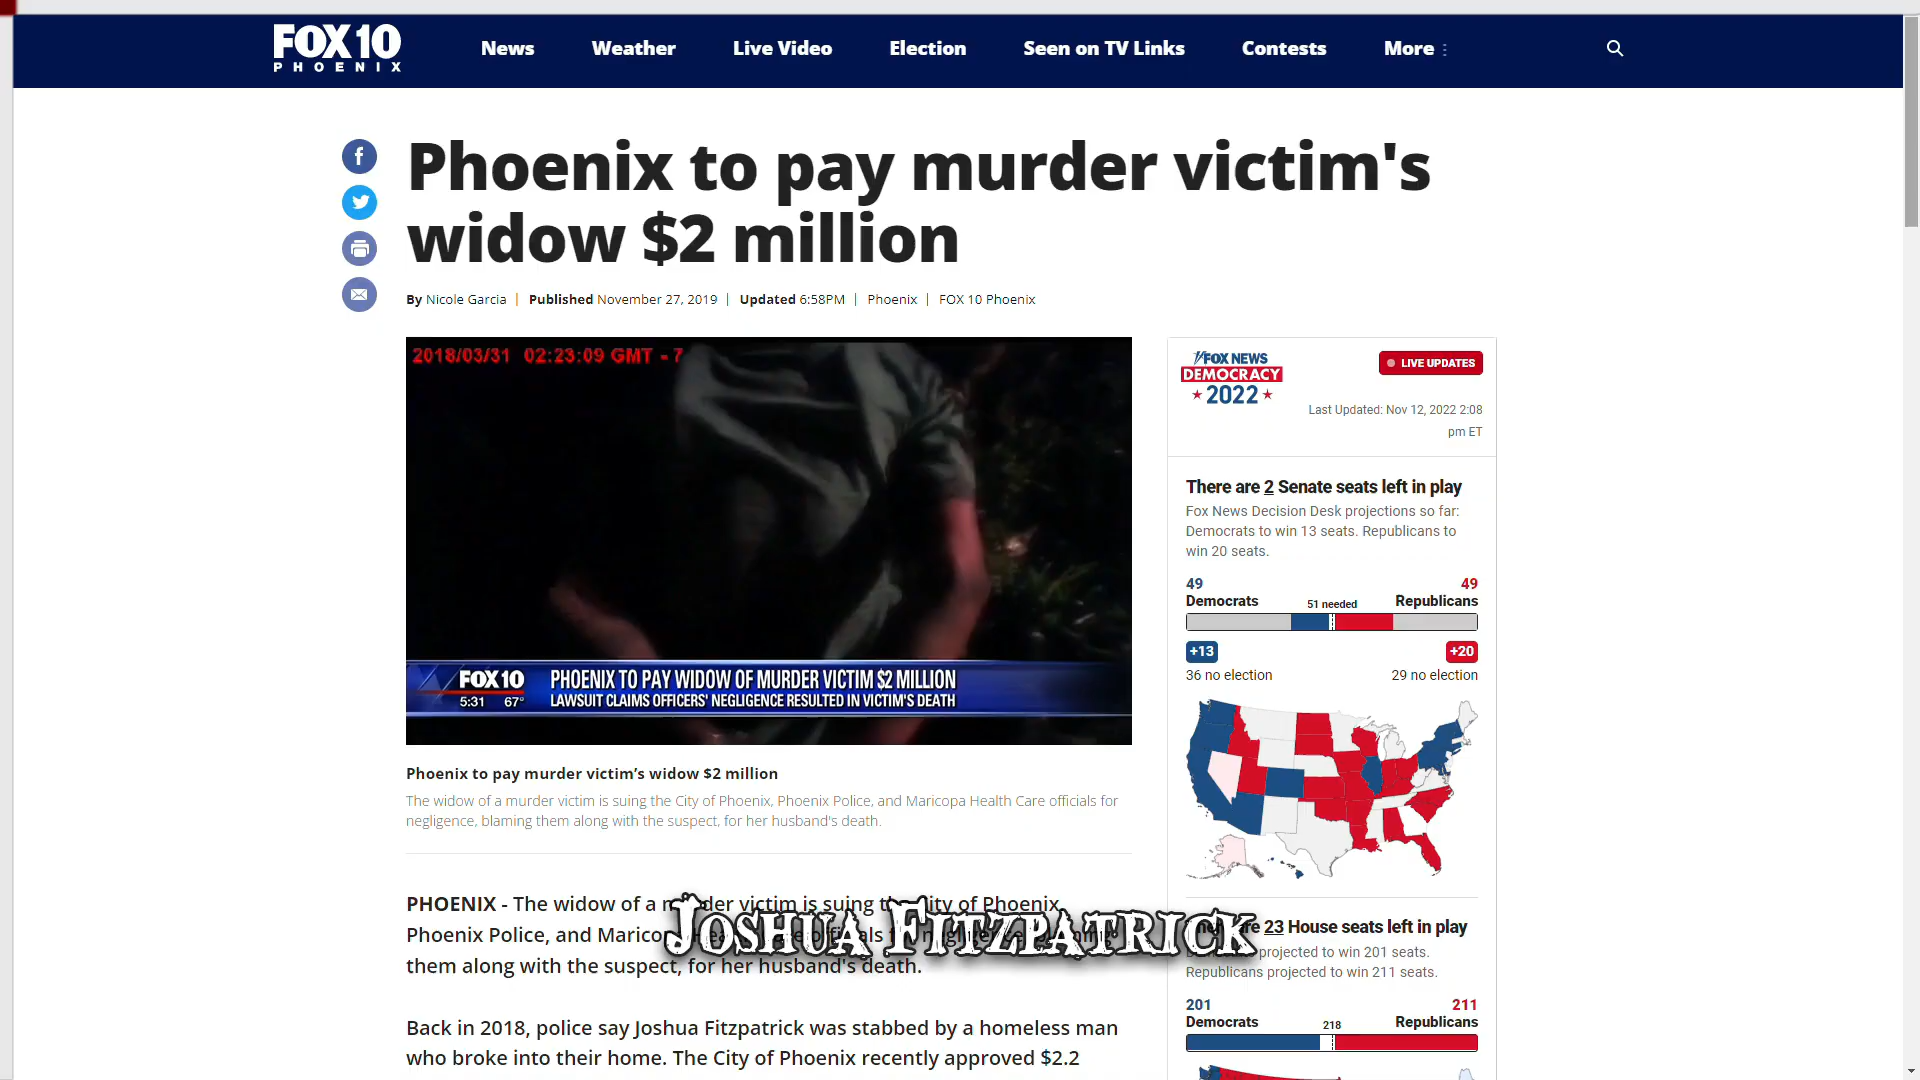 FOX 10
PHOENIX
News
Weather
Live Video
Election
Seen on TV Links
Contests
More
Phoenix to pay murder victim's
widow $2 million
By Nicole Garcia | Published November 27, 2019 | Updated 6:58PM | Phoenix | FOX 10 Phoenix
2018/03/31 02:23:09 GMT - 7
FOX 10
5:31 67°
PHOENIX TO PAY WIDOW OF MURDER VICTIM $2 MILLION
LAWSUIT CLAIMS OFFICERS' NEGLIGENCE RESULTED IN VICTIM'S DEATH
Phoenix to pay murder victim’s widow $2 million
The widow of a murder victim is suing the City of Phoenix, Phoenix Police, and Maricopa Health Care officials for
negligence, blaming them along with the suspect, for her husband's death.
PHOENIX - The widow of a murder victim is suing the City of Phoenix,
Phoenix Police, and Maricopa
them along with the suspect, for her husband's death.
Joshua Fitzpatrick
Back in 2018, police say Joshua Fitzpatrick was stabbed by a homeless man
who broke into their home. The City of Phoenix recently approved $2.2
FOX NEWS
DEMOCRACY
2022
LIVE UPDATES
Last Updated: Nov 12, 2022 2:08
pm ET
There are 2 Senate seats left in play
Fox News Decision Desk projections so far:
Democrats to win 13 seats. Republicans to
win 20 seats.
49 49
Democrats 51 needed Republicans
+13 +20
36 no election 29 no election
There are 23 House seats left in play
projected to win 201 seats.
Republicans projected to win 211 seats.
201 211
Democrats 218 Republicans